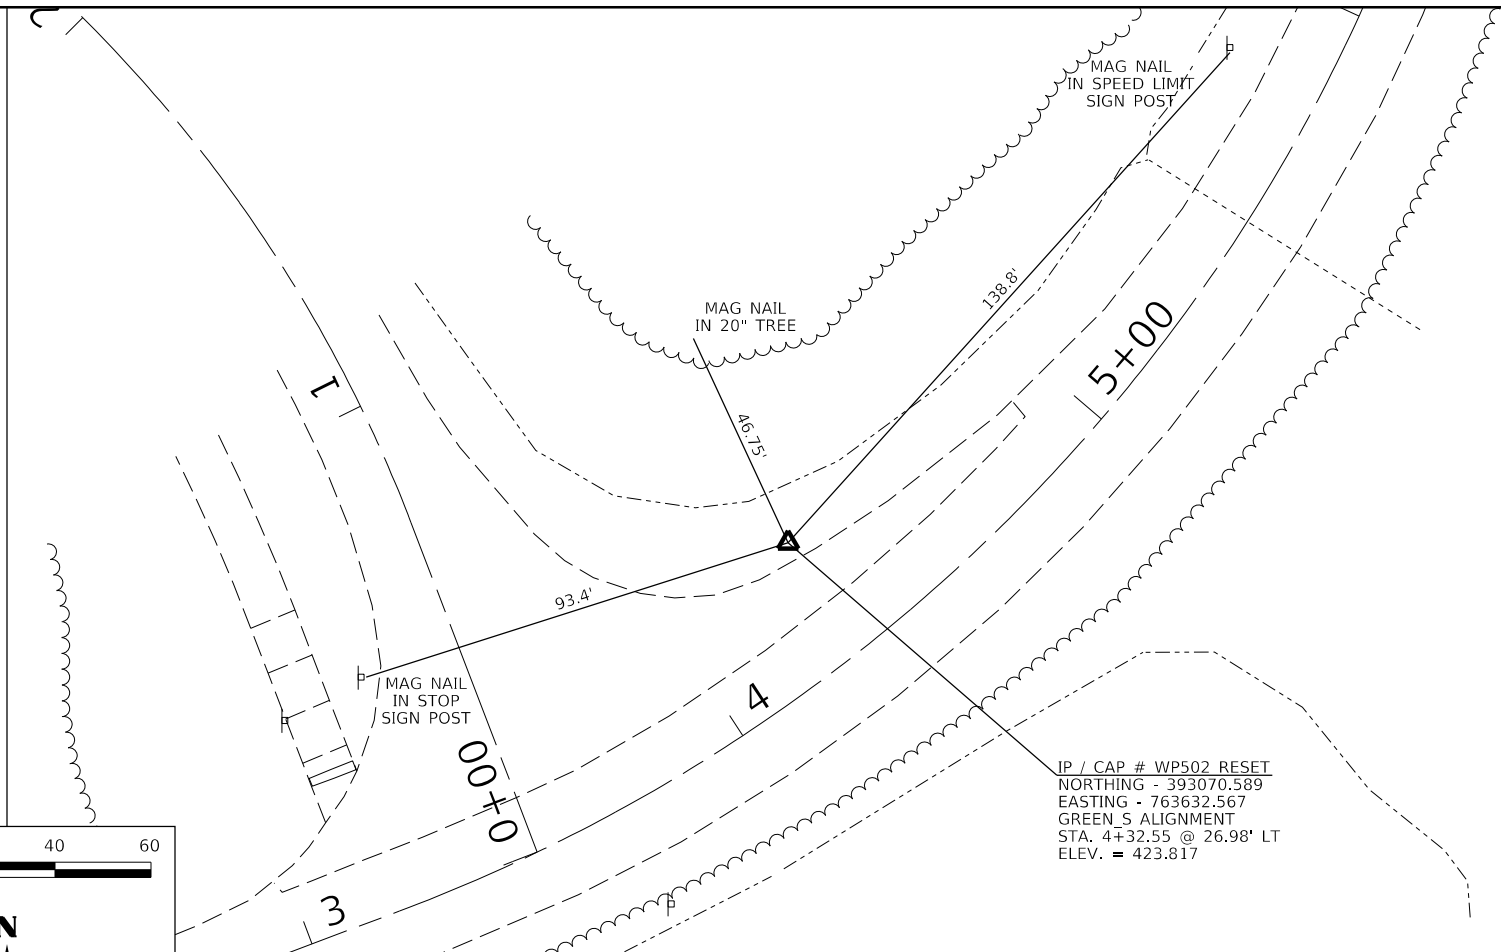 MAG NAIL
IN SPEED LIMIT
SIGN POST
138.8'
MAG NAIL
IN 20" TREE
5+00
1
46.75'
93.4'
MAG NAIL
IN STOP
SIGN POST
4
0+00
IP / CAP # WP502 RESET
NORTHING - 393070.589
EASTING - 763632.567
GREEN_S ALIGNMENT
STA. 4+32.55 @ 26.98' LT
ELEV. = 423.817
40 60
3
N